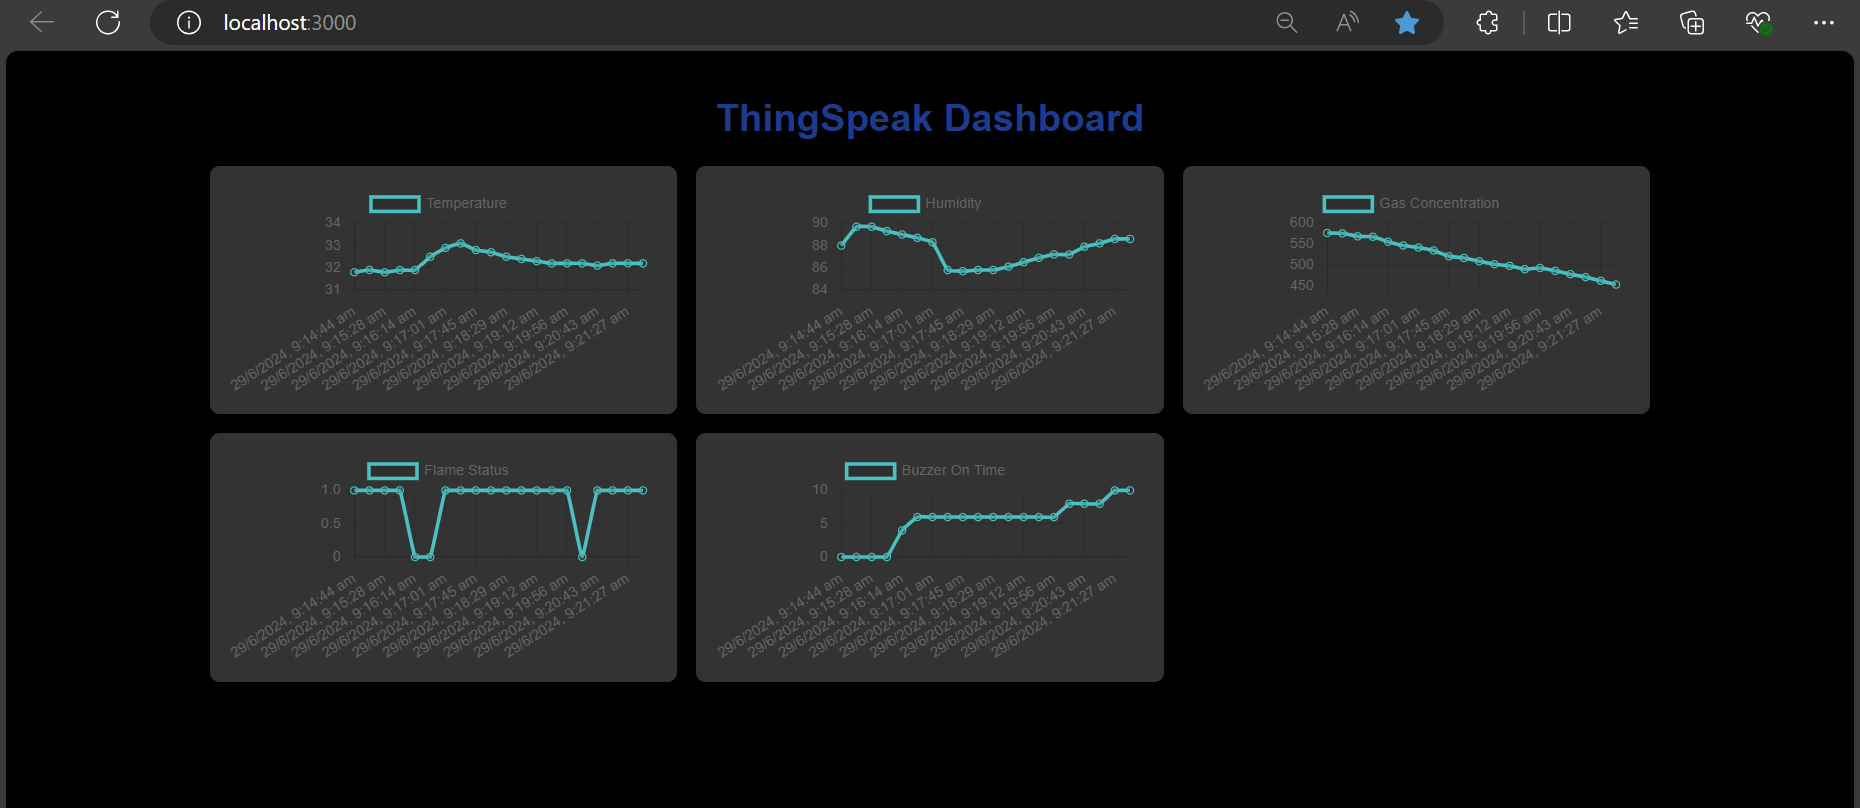 localhost:3000
ThingSpeak Dashboard
Temperature
34
33
32
31
29/6/2024, 9:14:44 am
29/6/2024, 9:15:28 am
29/6/2024, 9:16:14 am
29/6/2024, 9:17:01 am
29/6/2024, 9:17:45 am
29/6/2024, 9:18:29 am
29/6/2024, 9:19:12 am
29/6/2024, 9:19:56 am
29/6/2024, 9:20:43 am
29/6/2024, 9:21:27 am
Humidity
90
88
86
84
29/6/2024, 9:14:44 am
29/6/2024, 9:15:28 am
29/6/2024, 9:16:14 am
29/6/2024, 9:17:01 am
29/6/2024, 9:17:45 am
29/6/2024, 9:18:29 am
29/6/2024, 9:19:12 am
29/6/2024, 9:19:56 am
29/6/2024, 9:20:43 am
29/6/2024, 9:21:27 am
Gas Concentration
600
550
500
450
29/6/2024, 9:14:44 am
29/6/2024, 9:15:28 am
29/6/2024, 9:16:14 am
29/6/2024, 9:17:01 am
29/6/2024, 9:17:45 am
29/6/2024, 9:18:29 am
29/6/2024, 9:19:12 am
29/6/2024, 9:19:56 am
29/6/2024, 9:20:43 am
29/6/2024, 9:21:27 am
Flame Status
1.0
0.5
0
29/6/2024, 9:14:44 am
29/6/2024, 9:15:28 am
29/6/2024, 9:16:14 am
29/6/2024, 9:17:01 am
29/6/2024, 9:17:45 am
29/6/2024, 9:18:29 am
29/6/2024, 9:19:12 am
29/6/2024, 9:19:56 am
29/6/2024, 9:20:43 am
29/6/2024, 9:21:27 am
Buzzer On Time
10
5
0
29/6/2024, 9:14:44 am
29/6/2024, 9:15:28 am
29/6/2024, 9:16:14 am
29/6/2024, 9:17:01 am
29/6/2024, 9:17:45 am
29/6/2024, 9:18:29 am
29/6/2024, 9:19:12 am
29/6/2024, 9:19:56 am
29/6/2024, 9:20:43 am
29/6/2024, 9:21:27 am